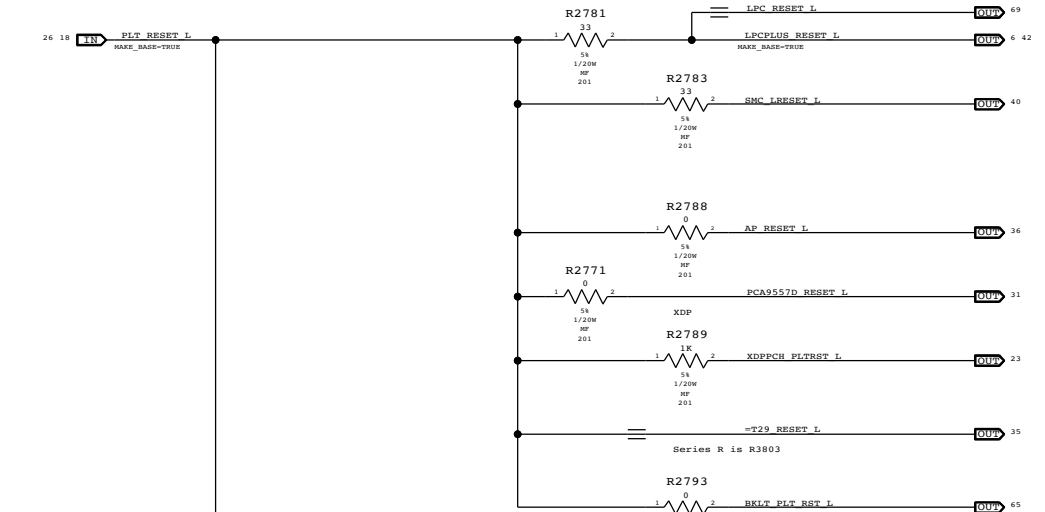 LPC_RESET_L
OUT 69
R2781
33
1 2
5%
1/20W
MF
201
26 18 IN PLT_RESET_L
MAKE_BASE=TRUE
LPCPLUS_RESET_L
MAKE_BASE=TRUE
OUT 6 42
R2783
33
1 2
5%
1/20W
MF
201
SMC_LRESET_L
OUT 40
R2788
0
1 2
5%
1/20W
MF
201
AP_RESET_L
OUT 36
R2771
0
1 2
5%
1/20W
MF
201
PCA9557D_RESET_L
OUT 31
XDP
R2789
1K
1 2
5%
1/20W
MF
201
XDPPCH_PLTRST_L
OUT 23
=T29_RESET_L
OUT 35
Series R is R3803
R2793
0
1 2
BKLT_PLT_RST_L
OUT 65